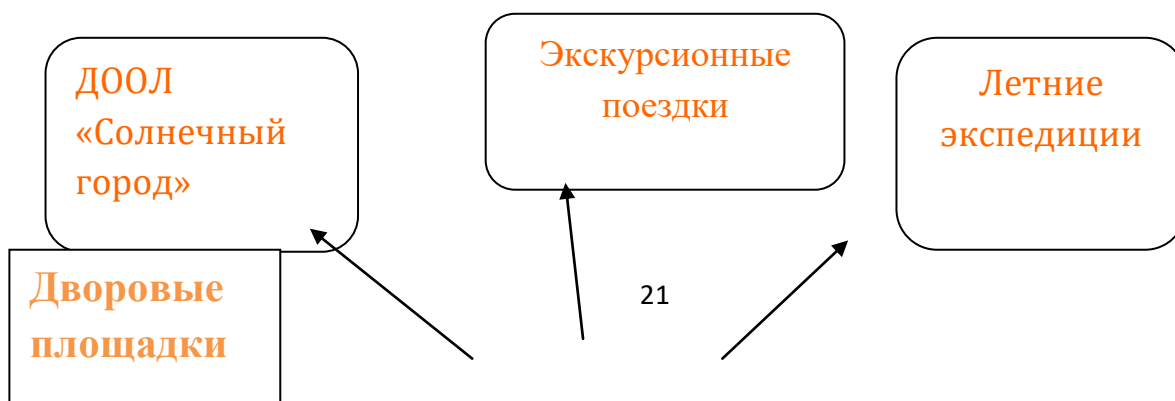 ДООЛ
«Солнечный
город»
Экскурсионные
поездки
Летние
экспедиции
Дворовые
площадки
21